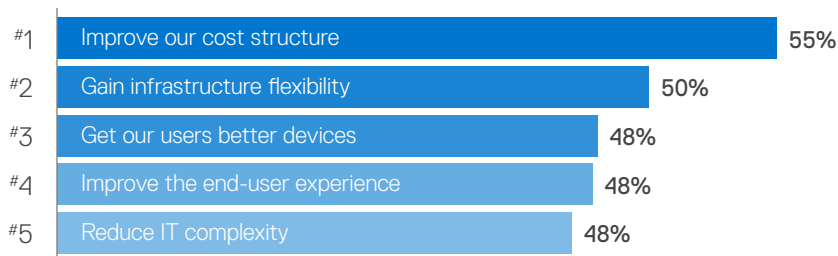 #1 Improve our cost structure 55%
#2 Gain infrastructure flexibility 50%
#3 Get our users better devices 48%
#4 Improve the end-user experience 48%
#5 Reduce IT complexity 48%